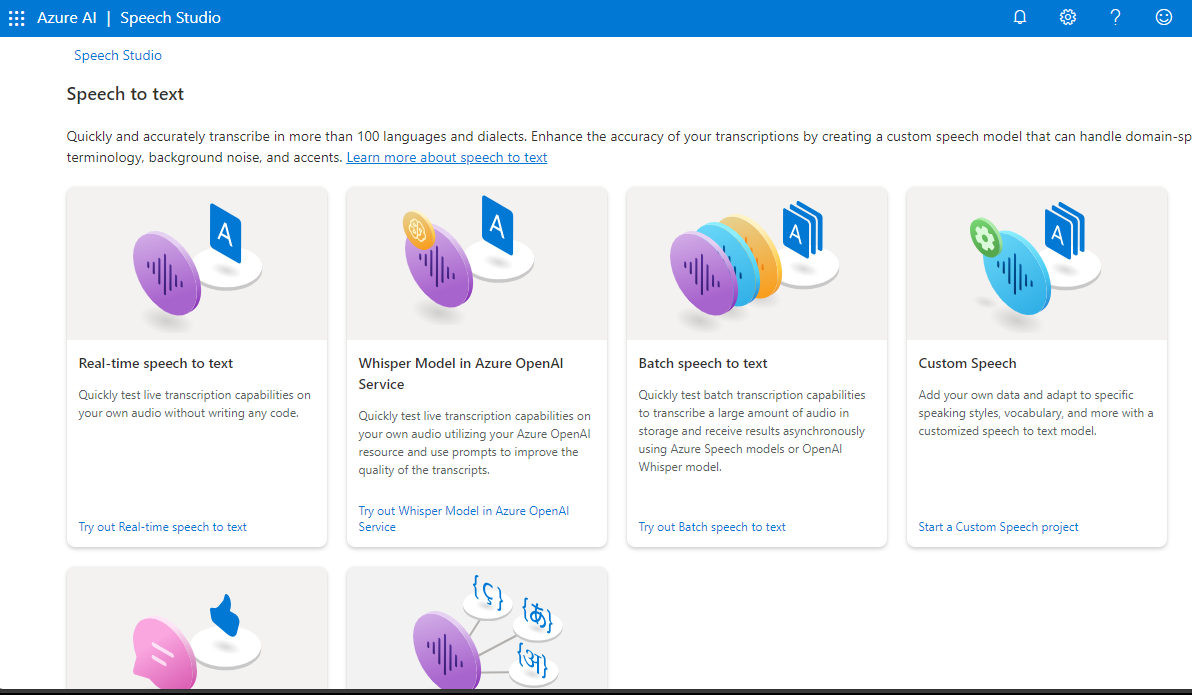 Azure AI | Speech Studio
Speech Studio
Speech to text
Quickly and accurately transcribe in more than 100 languages and dialects. Enhance the accuracy of your transcriptions by creating a custom speech model that can handle domain-sp
terminology, background noise, and accents. Learn more about speech to text
A
A
A
A
Real-time speech to text
Quickly test live transcription capabilities on
your own audio without writing any code.
Try out Real-time speech to text
Whisper Model in Azure OpenAI
Service
Quickly test live transcription capabilities on
your own audio utilizing your Azure OpenAI
resource and use prompts to improve the
quality of the transcripts.
Try out Whisper Model in Azure OpenAI
Service
Batch speech to text
Quickly test batch transcription capabilities
to transcribe a large amount of audio in
storage and receive results asynchronously
using Azure Speech models or OpenAI
Whisper model.
Try out Batch speech to text
Custom Speech
Add your own data and adapt to specific
speaking styles, vocabulary, and more with a
customized speech to text model.
Start a Custom Speech project
{ç}
{あ}
{अ}